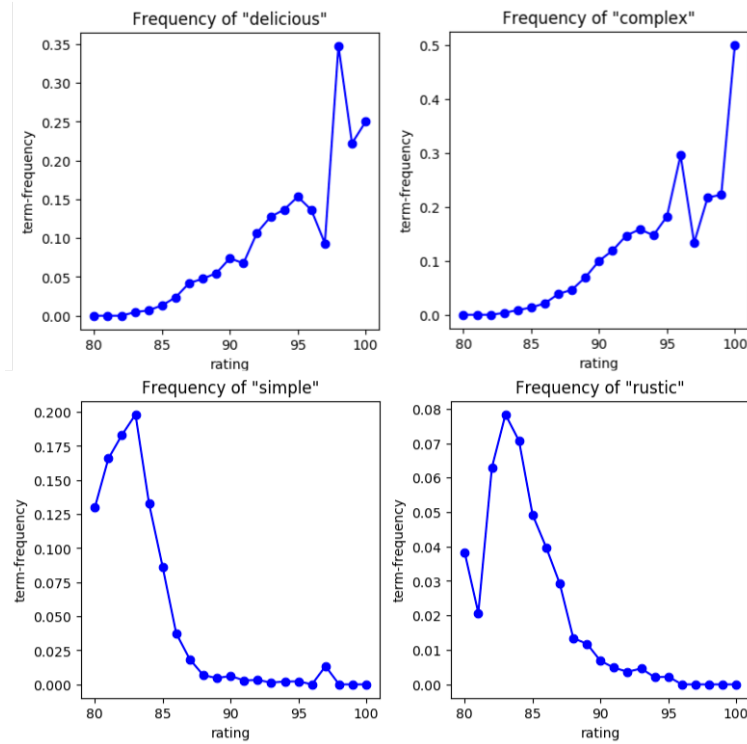 Frequency of "delicious"
0.35
0.30
0.25
0.20
0.15
0.10
0.05
0.00
term-frequency
80 85 90 95 100
rating
Frequency of "complex"
0.5
0.4
0.3
0.2
0.1
0.0
term-frequency
80 85 90 95 100
rating
Frequency of "simple"
0.200
0.175
0.150
0.125
0.100
0.075
0.050
0.025
0.000
term-frequency
80 85 90 95 100
rating
Frequency of "rustic"
0.08
0.07
0.06
0.05
0.04
0.03
0.02
0.01
0.00
term-frequency
80 85 90 95 100
rating